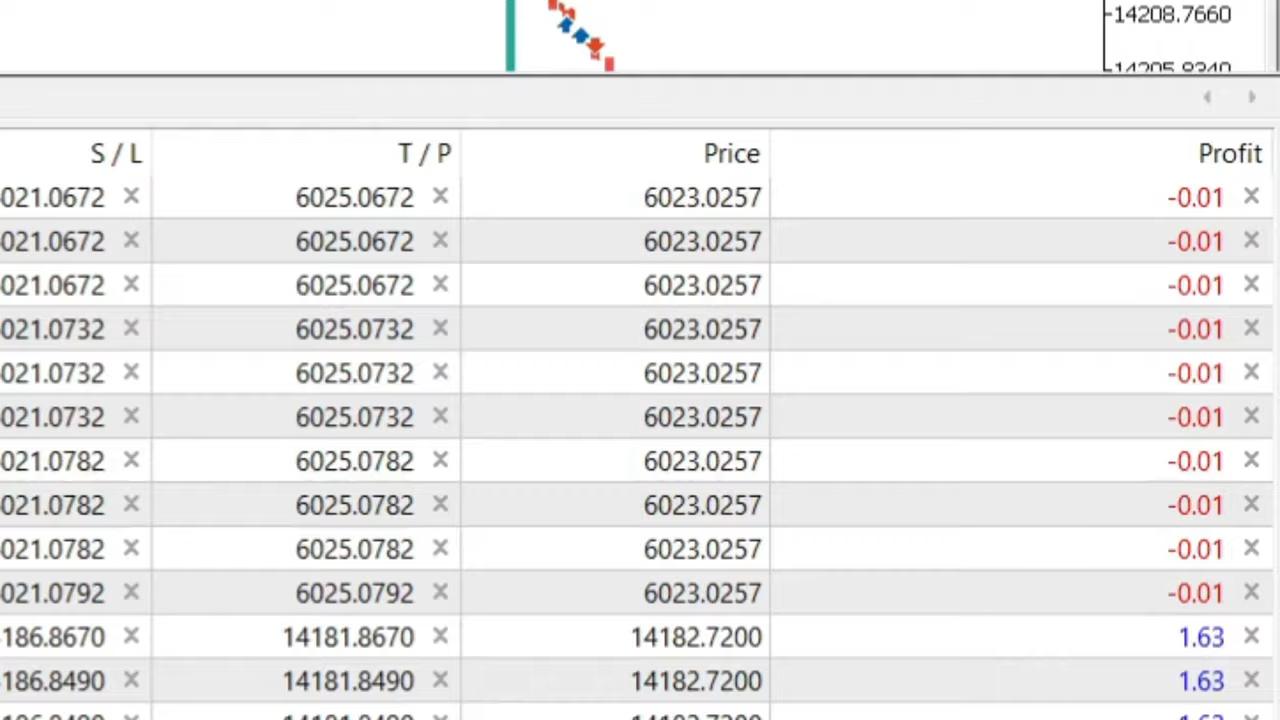 14208.7660
14205.8340
S / L T / P Price Profit
021.0672 6025.0672 6023.0257 -0.01
021.0672 6025.0672 6023.0257 -0.01
021.0672 6025.0672 6023.0257 -0.01
021.0732 6025.0732 6023.0257 -0.01
021.0732 6025.0732 6023.0257 -0.01
021.0732 6025.0732 6023.0257 -0.01
021.0782 6025.0782 6023.0257 -0.01
021.0782 6025.0782 6023.0257 -0.01
021.0782 6025.0782 6023.0257 -0.01
021.0792 6025.0792 6023.0257 -0.01
186.8670 14181.8670 14182.7200 1.63
186.8490 14181.8490 14182.7200 1.63